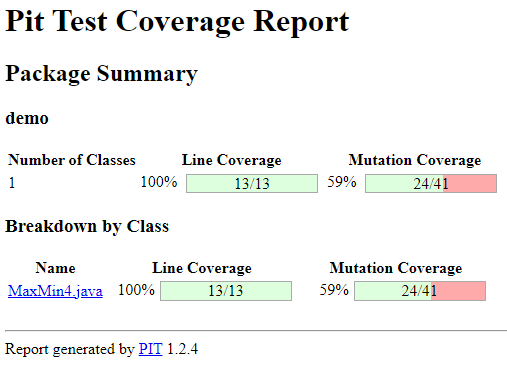 Pit Test Coverage Report
Package Summary
demo
Number of Classes Line Coverage Mutation Coverage
1 100% 13/13 59% 24/41
Breakdown by Class
Name Line Coverage Mutation Coverage
MaxMin4.java 100% 13/13 59% 24/41
Report generated by PIT 1.2.4